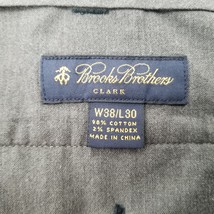 Brooks Brothers
CLARK
W38/L30
98% COTTON
2% SPANDEX
MADE IN CHINA